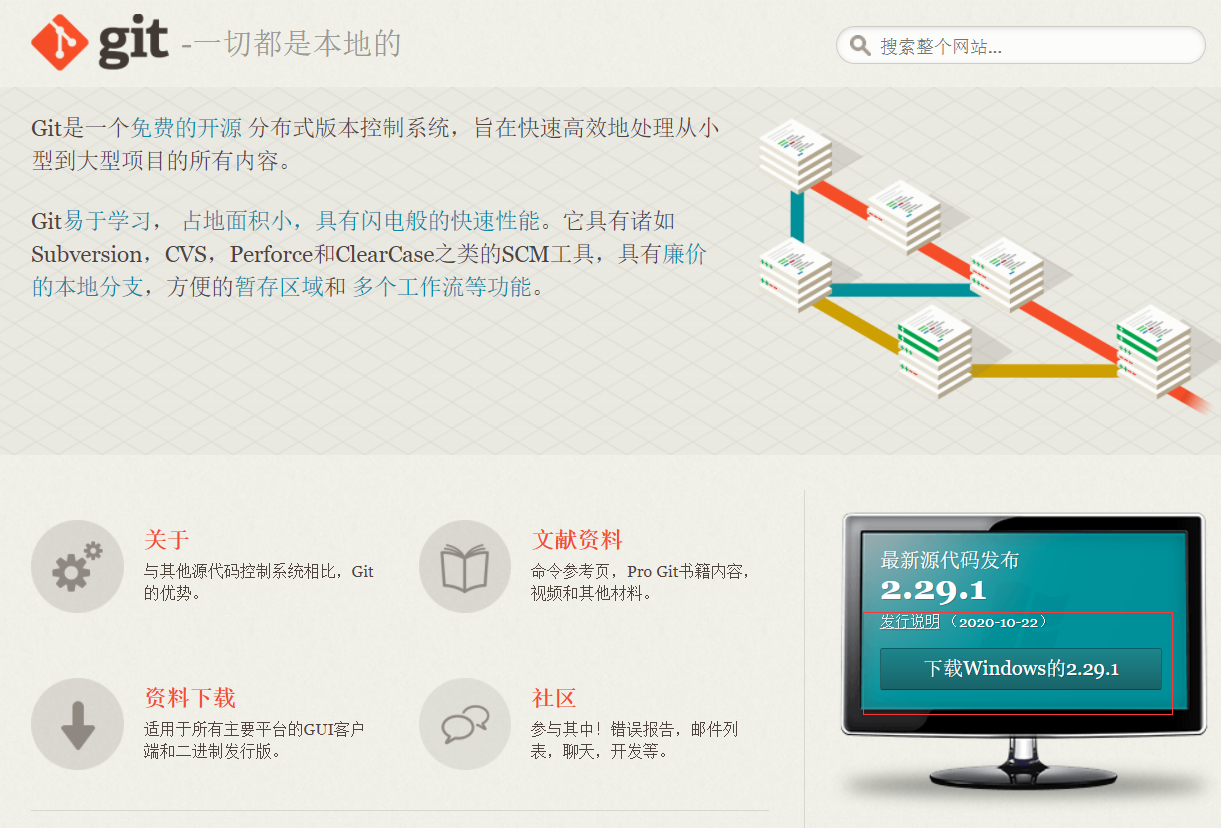 git -一切都是本地的
搜索整个网站...
Git是一个免费的开源 分布式版本控制系统，旨在快速高效地处理从小
型到大型项目的所有内容。
Git易于学习， 占地面积小，具有闪电般的快速性能。它具有诸如
Subversion，CVS，Perforce和ClearCase之类的SCM工具，具有廉价
的本地分支，方便的暂存区域和 多个工作流等功能。
关于
与其他源代码控制系统相比，Git
的优势。
文献资料
命令参考页，Pro Git书籍内容，
视频和其他材料。
资料下载
适用于所有主要平台的GUI客户
端和二进制发行版。
社区
参与其中！错误报告，邮件列
表，聊天，开发等。
最新源代码发布
2.29.1
发行说明（2020-10-22）
下载Windows的2.29.1